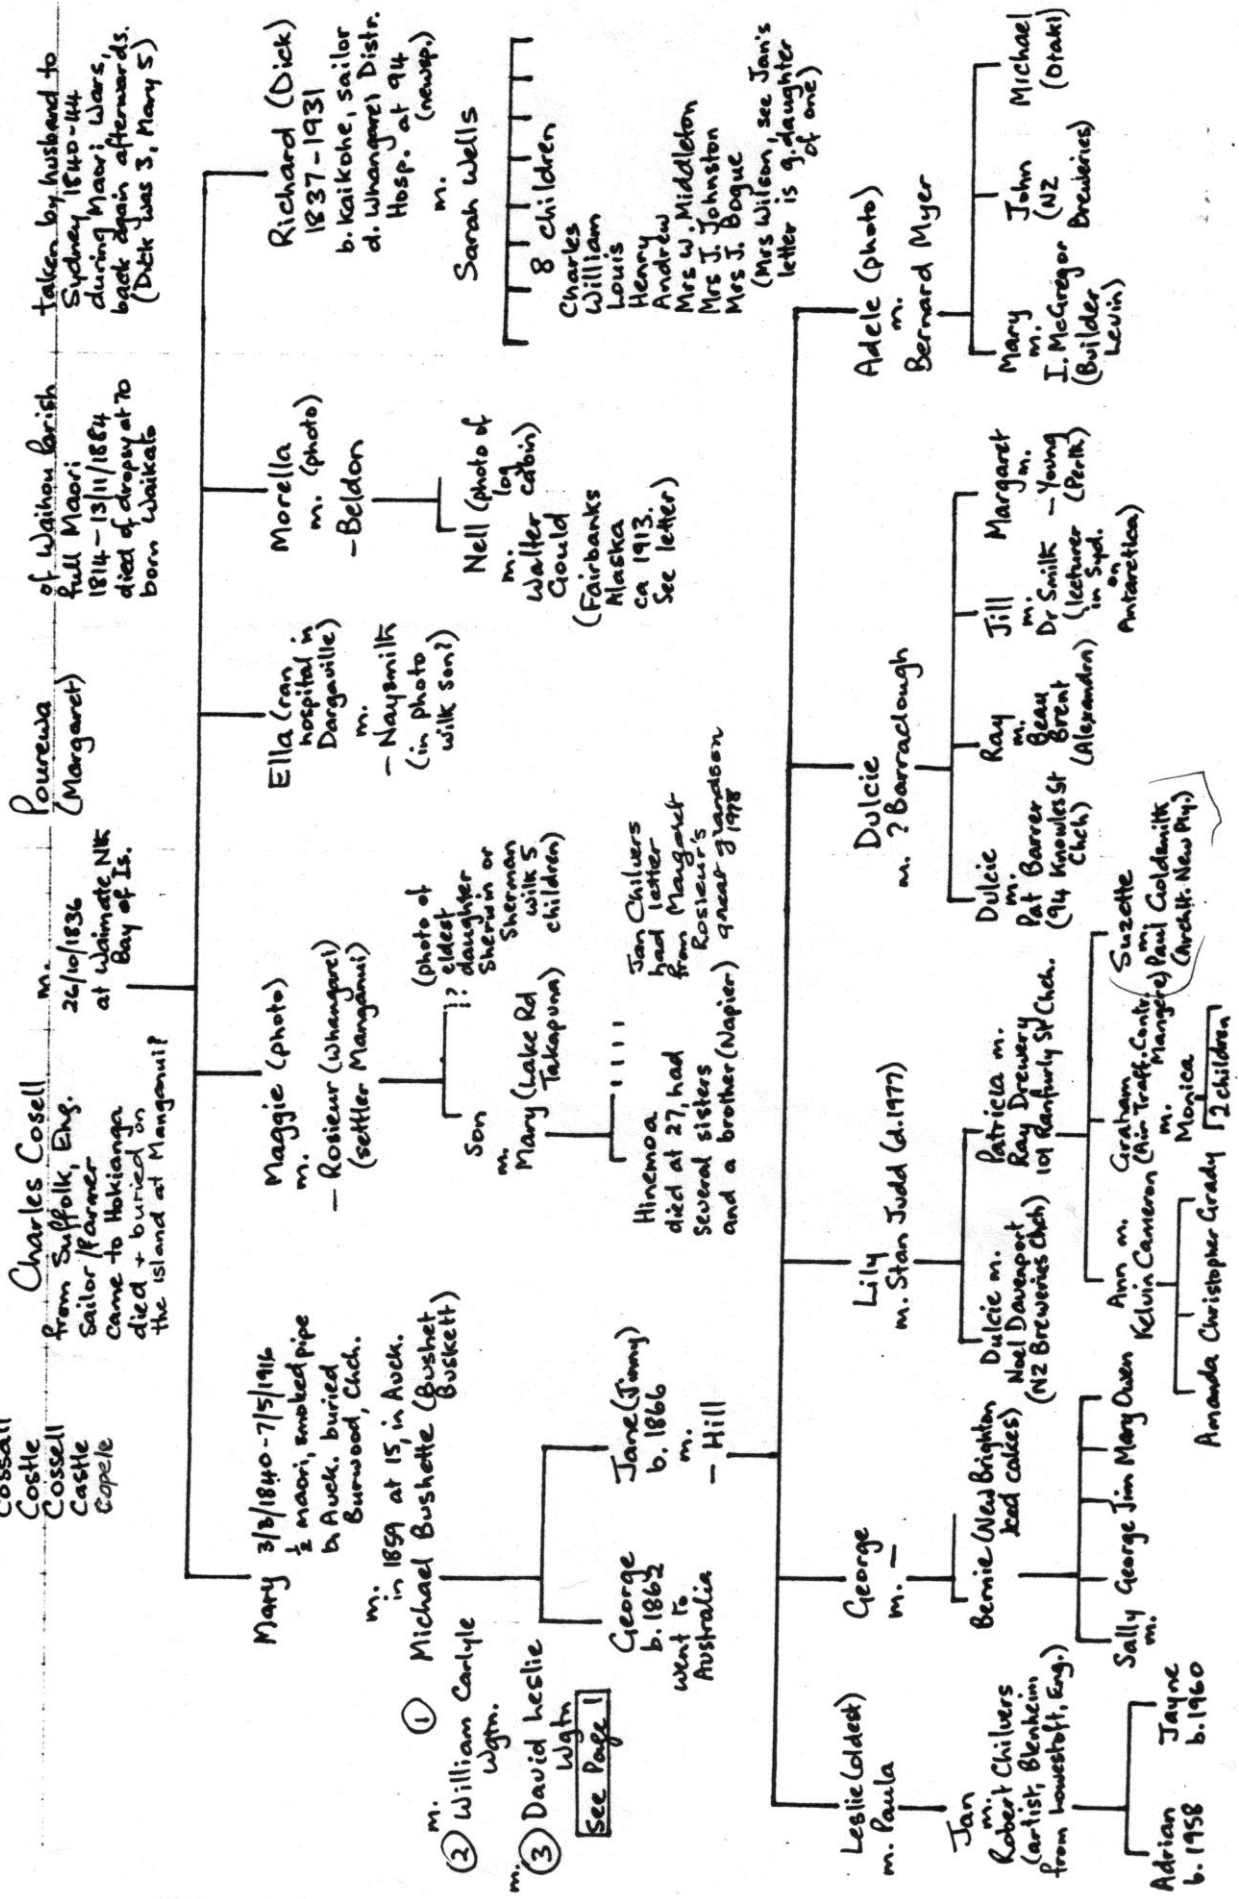 Cossall
Costle
Cossell
Castle
Copele
Charles Cosell
from Suffolk, Eng.
Sailor/Farmer
Came to Hokianga
died + buried on
the island at Manganui?
m.
26/10/1836
at Waimate Nth
Bay of Is.
Pourewa
(Margaret)
of Waihou Parish
full Maori
1814-13/11/1884
died of dropsy at 70
born Waikato
taken by husband to
Sydney 1840-44
during Maori Wars,
back again afterwards.
(Dick was 3, Mary 5)
Mary 3/3/1840-7/5/1916
½ maori, smoked pipe
b. Auck. buried
Burwood, Chch.
m.
in 1859 at 15, in Auck.
① Michael Bushette (Bushet
Buskett)
m.
② William Carlyle
Wgtn.
m.
③ David Leslie
Wgtn
See Page 1
Maggie (photo)
m.
- Rosieur (Whangarei)
(settler Manganui)
Son
m.
Mary (Lake Rd
Takapuna)
? (photo of
eldest
daughter
Sherwin or
Sherman
with 5
children)
Hinemoa
died at 27, had
several sisters
and a brother (Napier)
Jan Chilvers
had letter
from Margaret
Rosieur's
great grandson
1978
Ella (ran
hospital in
Dargaville)
m.
- Naysmith
(in photo
with son?)
Morella
m. (photo)
- Beldon
Nell (photo of
log
cabin)
m.
Walter
Gould
(Fairbanks
Alaska
ca 1913.
See letter)
Richard (Dick)
1837-1931
b. Kaikohe, sailor
d. Whangarei Distr.
Hosp. at 94
(newsp.)
m.
Sarah Wells
8 children
Charles
William
Louis
Henry
Andrew
Mrs W. Middleton
Mrs J. Johnston
Mrs J. Bogue
(Mrs Wilson, see Jan's
letter is g.daughter
of one)
George
b. 1862
went to
Australia
Jane (Jinny)
b. 1866
m.
- Hill
Leslie (oldest)
m. Paula
Jan
m.
Robert Chilvers
(artist, Blenheim
from Lowestoft, Eng.)
Adrian
b. 1958
Jayne
b. 1960
George
m. -
Bernie (New Brighton
iced cakes)
Sally George Jim Mary Owen
m.
Lily
m. Stan Judd (d. 1977)
Dulcie m.
Noel Davenport
(NZ Breweries Chch)
Patricia m.
Ray Drewery
101 Ranfurly St Chch.
Ann m.
Kelvin Cameron
Amanda Christopher Grady
Graham
(Air Traff. Contr.
Mangere)
m.
Monica
2 children
Suzette
m.
Paul Goldsmith
(Archit. New Ply.)
Dulcie
m. ? Barraclough
Dulcie
m.
Pat Barrer
(94 Knowles St
Chch)
Ray
m.
Beau
Brent
(Alexandra)
Jill
m.
Dr Smith
(lecturer
in Syd.
on
Antarctica)
Margaret
m.
- Young
(Perth)
Adele (photo)
m.
Bernard Myer
Mary
m.
I. McGregor
(Builder
Levin)
John
(NZ
Breweries)
Michael
(Otaki)